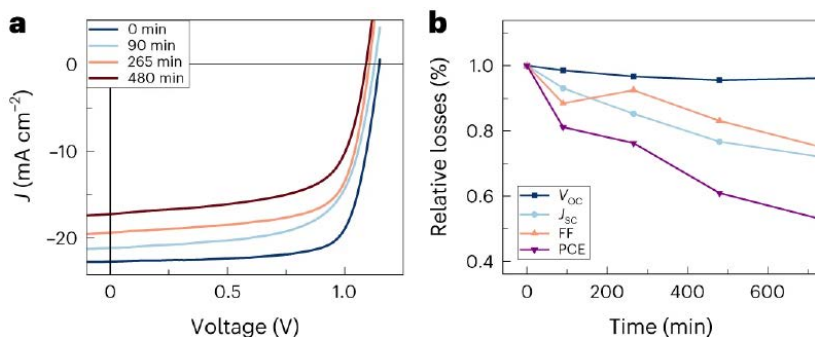 a
0 min
90 min
265 min
480 min
0
−10
−20
J (mA cm⁻²)
0
0.5
1.0
Voltage (V)
b
1.0
0.8
0.6
0.4
Relative losses (%)
V_OC
J_SC
FF
PCE
0
200
400
600
Time (min)